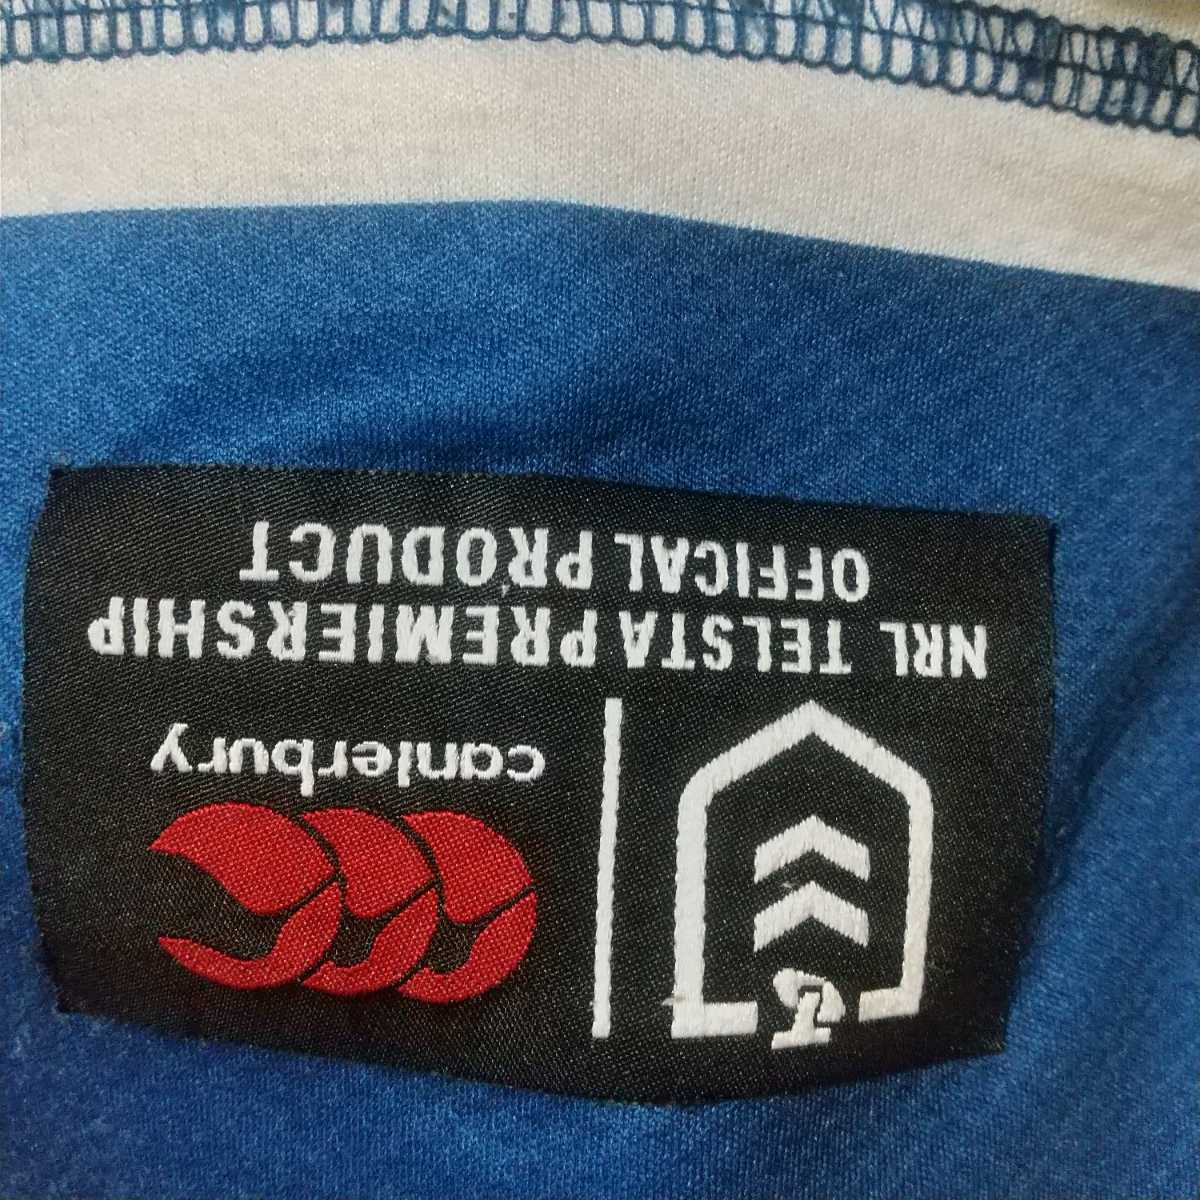 canterbury
NRL TELSTA PREMIERSHIP
OFFICAL PRODUCT